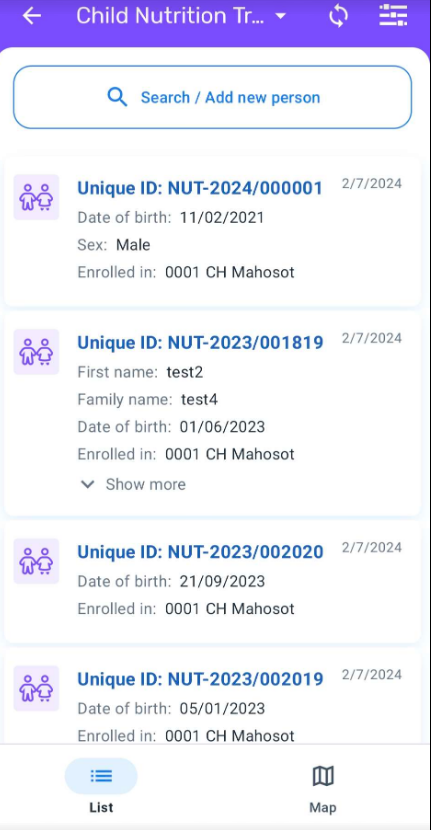 Child Nutrition Tr...
Search / Add new person
Unique ID: NUT-2024/000001 2/7/2024
Date of birth: 11/02/2021
Sex: Male
Enrolled in: 0001 CH Mahosot
Unique ID: NUT-2023/001819 2/7/2024
First name: test2
Family name: test4
Date of birth: 01/06/2023
Enrolled in: 0001 CH Mahosot
Show more
Unique ID: NUT-2023/002020 2/7/2024
Date of birth: 21/09/2023
Enrolled in: 0001 CH Mahosot
Unique ID: NUT-2023/002019 2/7/2024
Date of birth: 05/01/2023
Enrolled in: 0001 CH Mahosot
List Map